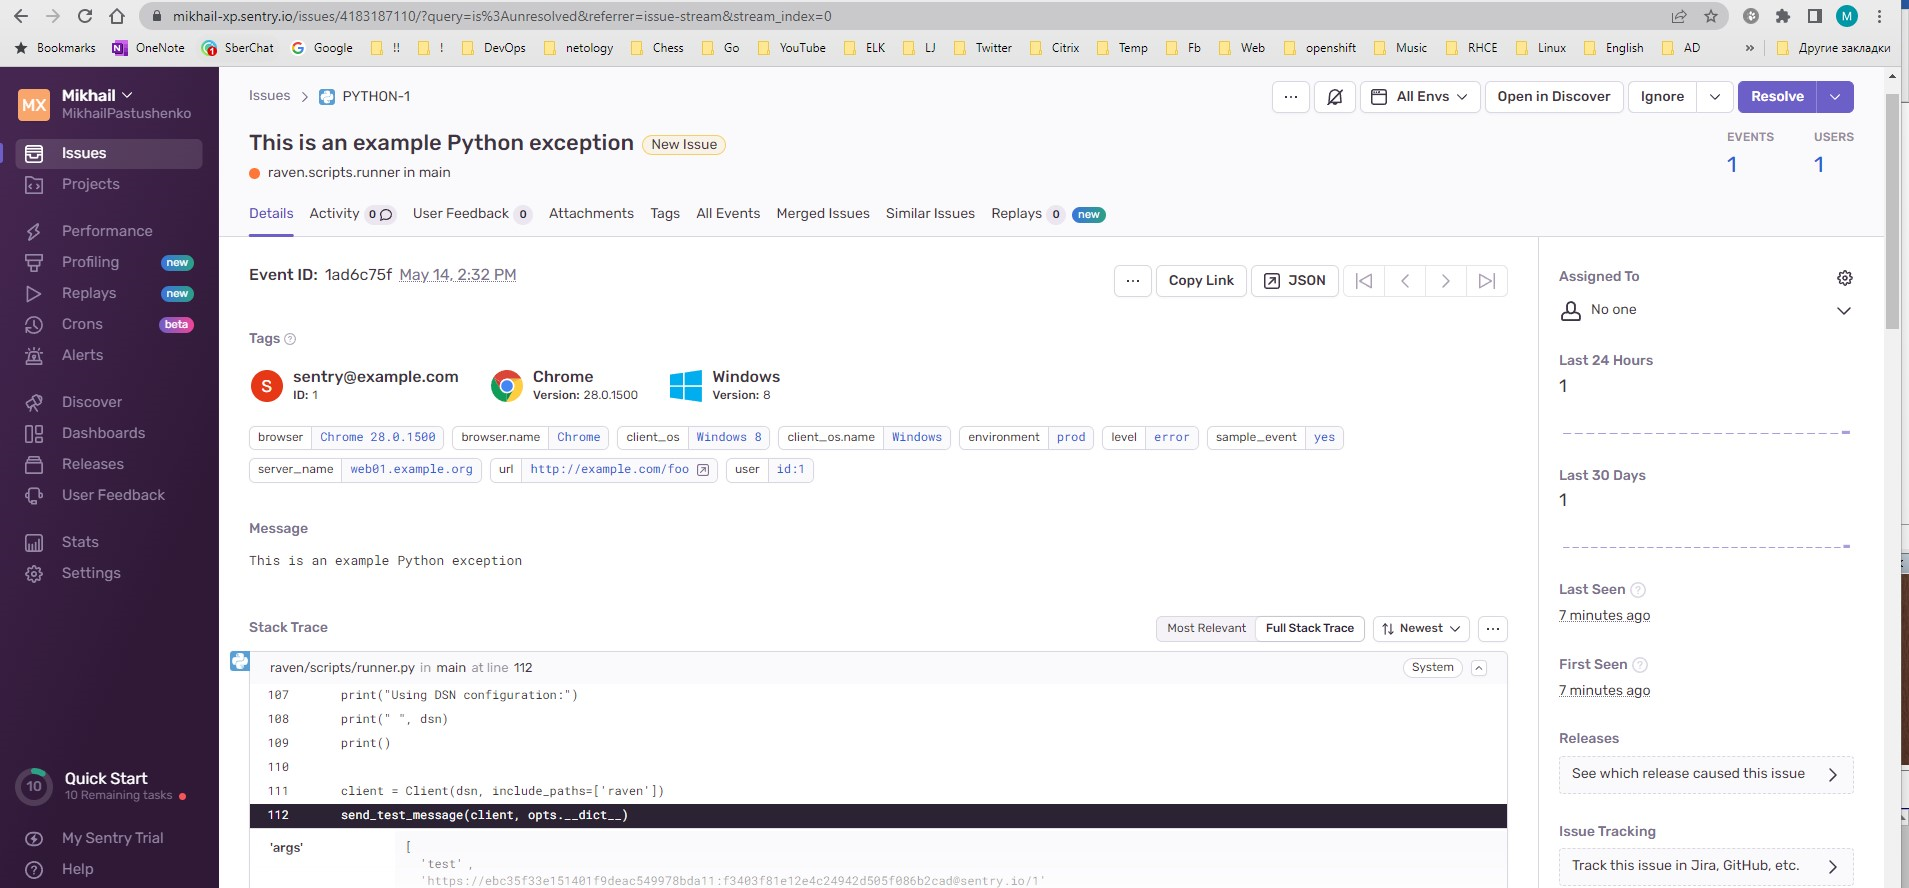 mikhail-xp.sentry.io/issues/4183187110/?query=is%3Aunresolved&referrer=issue-stream&stream_index=0
M
Bookmarks OneNote SberChat Google !! ! DevOps netology Chess Go YouTube ELK LJ Twitter Citrix Temp Fb Web openshift Music RHCE Linux English AD » Другие закладки
MX
Mikhail
MikhailPastushenko
Issues
Projects
Performance
Profiling new
Replays new
Crons beta
Alerts
Discover
Dashboards
Releases
User Feedback
Stats
Settings
10
Quick Start
10 Remaining tasks
My Sentry Trial
Help
Issues > PYTHON-1
... All Envs Open in Discover Ignore Resolve
This is an example Python exception New Issue
raven.scripts.runner in main
EVENTS USERS
1 1
Details Activity 0 User Feedback 0 Attachments Tags All Events Merged Issues Similar Issues Replays 0 new
Event ID: 1ad6c75f May 14, 2:32 PM
... Copy Link JSON
Tags ?
S
sentry@example.com
ID: 1
Chrome
Version: 28.0.1500
Windows
Version: 8
browser Chrome 28.0.1500 browser.name Chrome client_os Windows 8 client_os.name Windows environment prod level error sample_event yes
server_name web01.example.org url http://example.com/foo user id:1
Message
This is an example Python exception
Stack Trace
Most Relevant Full Stack Trace Newest ...
raven/scripts/runner.py in main at line 112 System
107 print("Using DSN configuration:")
108 print(" ", dsn)
109 print()
110
111 client = Client(dsn, include_paths=['raven'])
112 send_test_message(client, opts.__dict__)
'args' [
'test' ,
'https://ebc35f33e151401f9deac549978bda11:f3403f81e12e4c24942d505f086b2cad@sentry.io/1'
Assigned To
No one
Last 24 Hours
1
Last 30 Days
1
Last Seen ?
7 minutes ago
First Seen ?
7 minutes ago
Releases
See which release caused this issue
Issue Tracking
Track this issue in Jira, GitHub, etc.